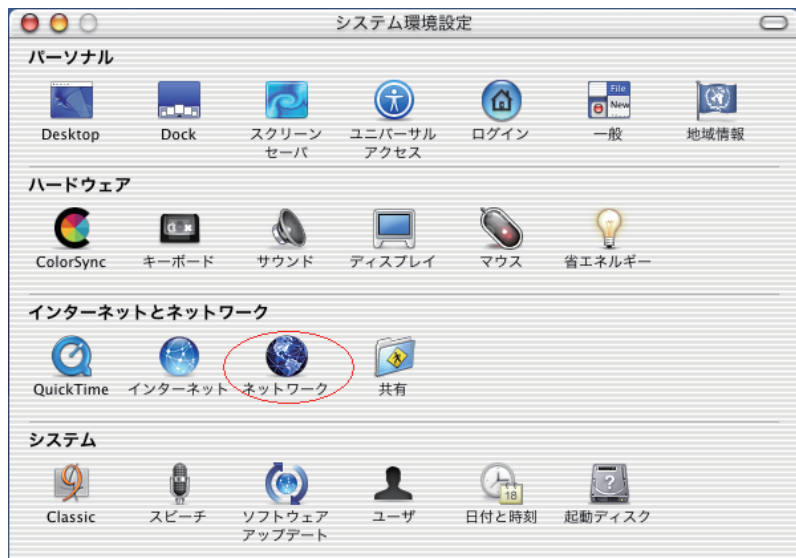 システム環境設定
パーソナル
Desktop
Dock
スクリーン
セーバ
ユニバーサル
アクセス
ログイン
File
New
一般
地域情報
ハードウェア
ColorSync
キーボード
サウンド
ディスプレイ
マウス
省エネルギー
インターネットとネットワーク
QuickTime
インターネット
ネットワーク
共有
システム
Classic
スピーチ
ソフトウェア
アップデート
ユーザ
18
日付と時刻
?
起動ディスク